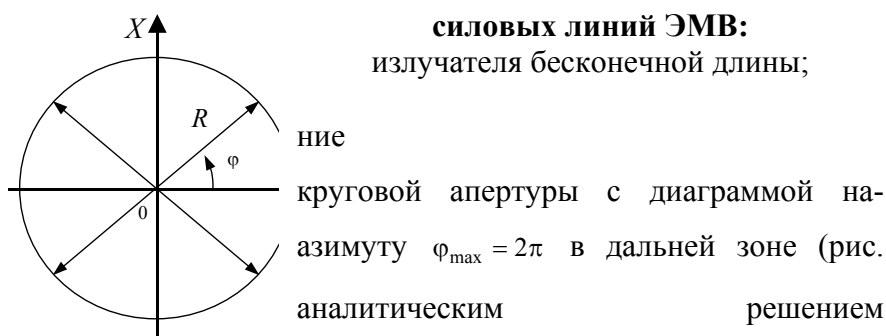 X
силовых линий ЭМВ:
излучателя бесконечной длины;
R
ние
φ
круговой апертуры с диаграммой на-
0
азимуту φmax = 2π в дальней зоне (рис.
аналитическим решением